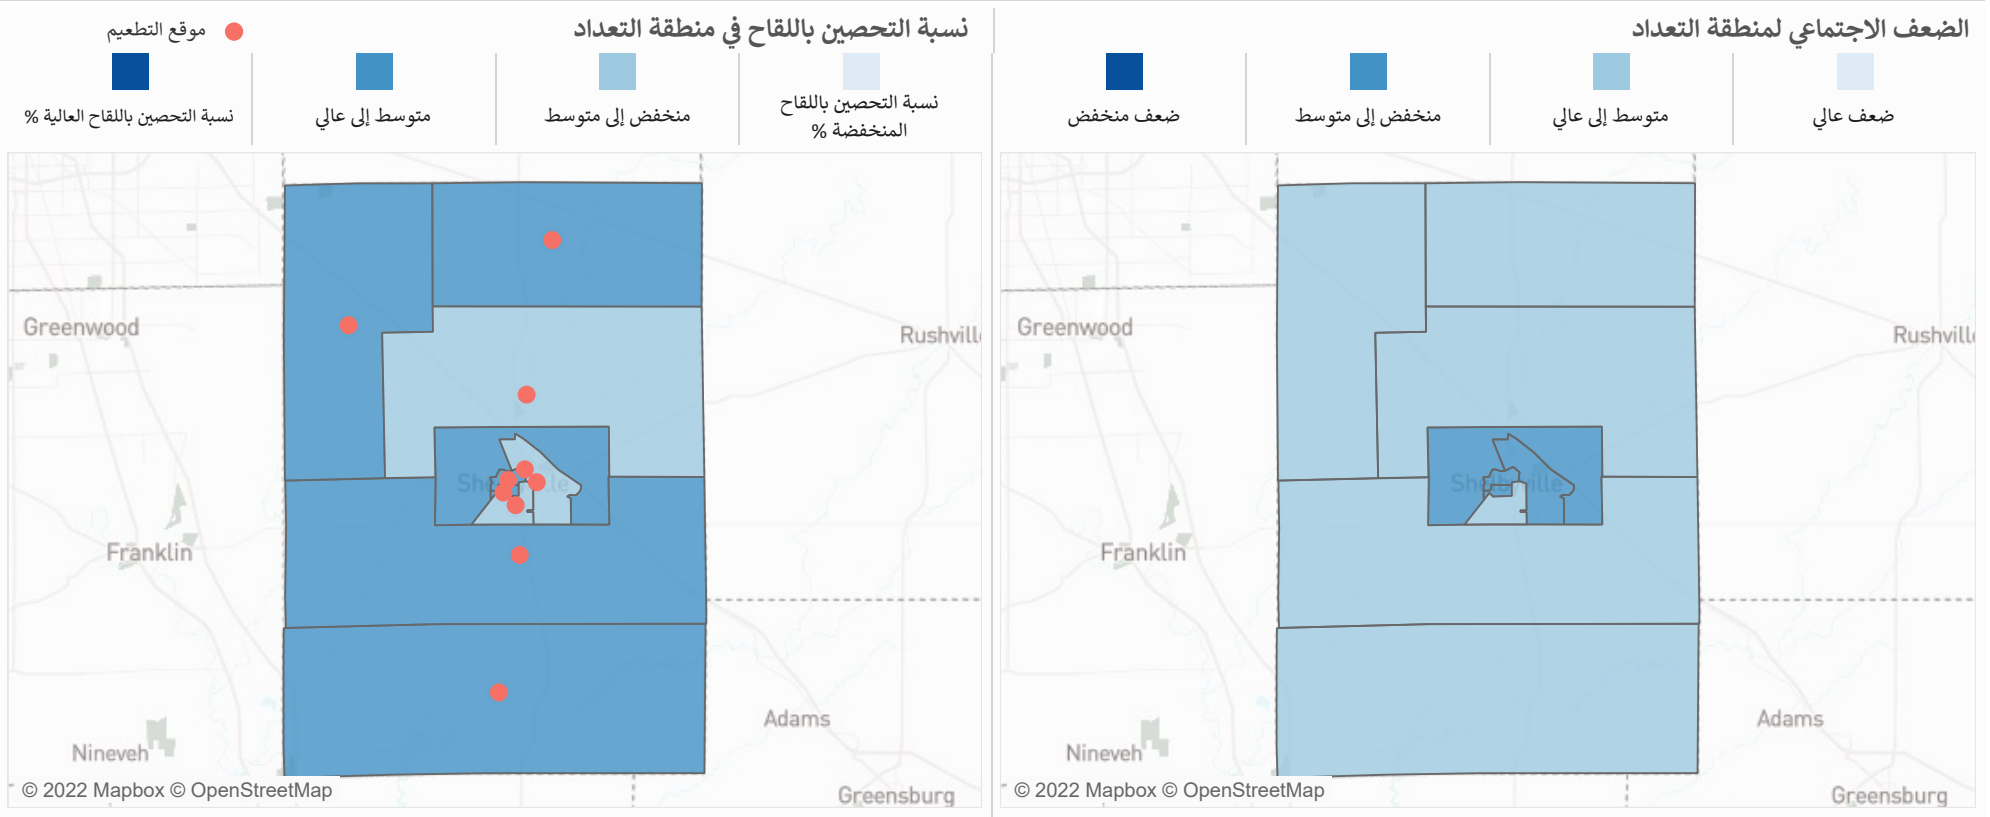 الضعف الاجتماعي لمنطقة التعداد
ضعف عالي
متوسط إلى عالي
منخفض إلى متوسط
ضعف منخفض
Greenwood
Rushville
Shelbyville
Franklin
Adams
Nineveh
Greensburg
© 2022 Mapbox © OpenStreetMap
نسبة التحصين باللقاح في منطقة التعداد
موقع التطعيم
نسبة التحصين باللقاح
المنخفضة %
منخفض إلى متوسط
متوسط إلى عالي
نسبة التحصين باللقاح العالية %
Greenwood
Rushville
Franklin
Adams
Nineveh
Greensburg
© 2022 Mapbox © OpenStreetMap